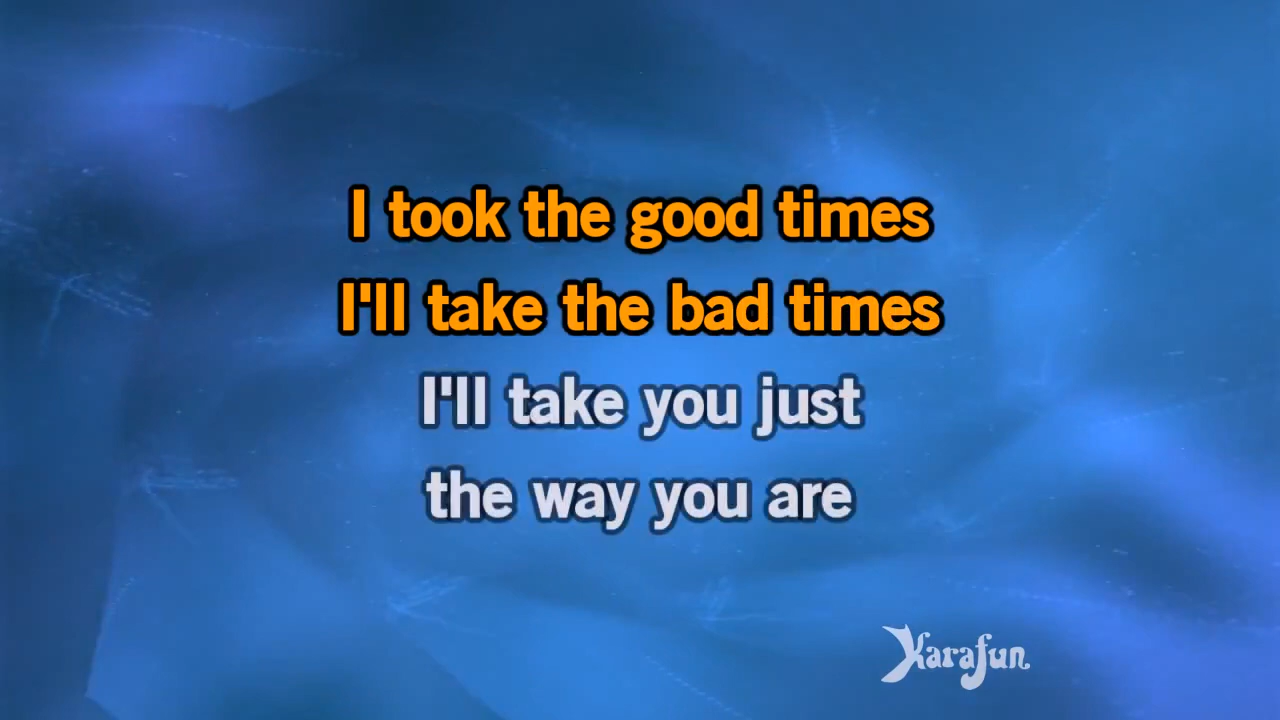 I took the good times
I'll take the bad times
I'll take you just
the way you are
Karafun